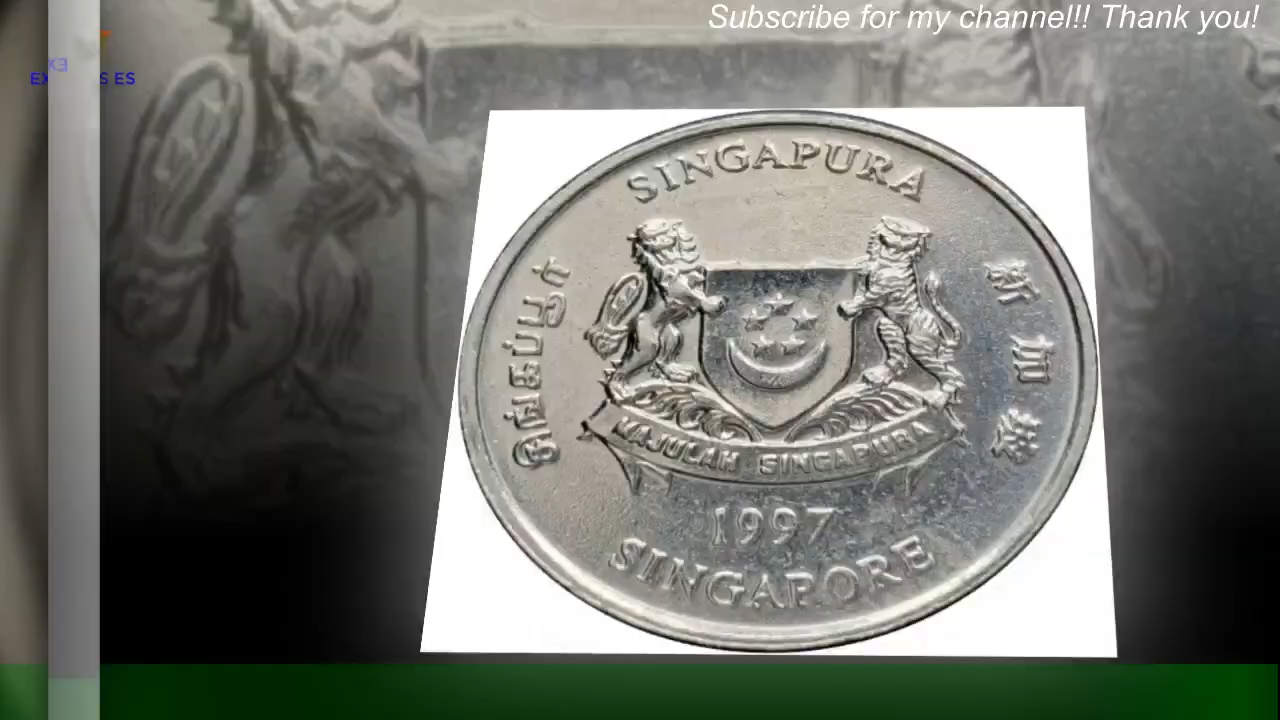 Subscribe for my channel!! Thank you!
SINGAPURA
சிங்கப்பூர்
新加坡
MAJULAH SINGAPURA
1997
SINGAPORE